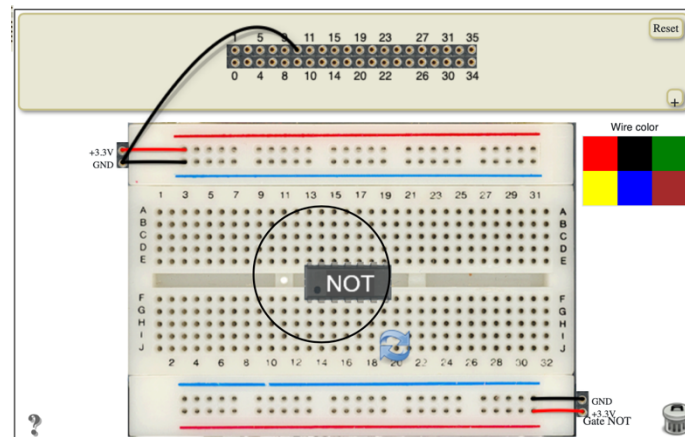 Reset
1 5 9 11 15 19 23 27 31 35
0 4 8 10 14 20 22 26 30 34
+
Wire color
+3.3V
GND
1 3 5 7 9 11 13 15 17 19 21 23 25 27 29 31
A A
B B
C C
D D
E E
NOT
F F
G G
H H
I I
J J
2 4 6 8 10 12 14 16 18 20 22 24 26 28 30 32
GND
+3.3V
Gate NOT
?